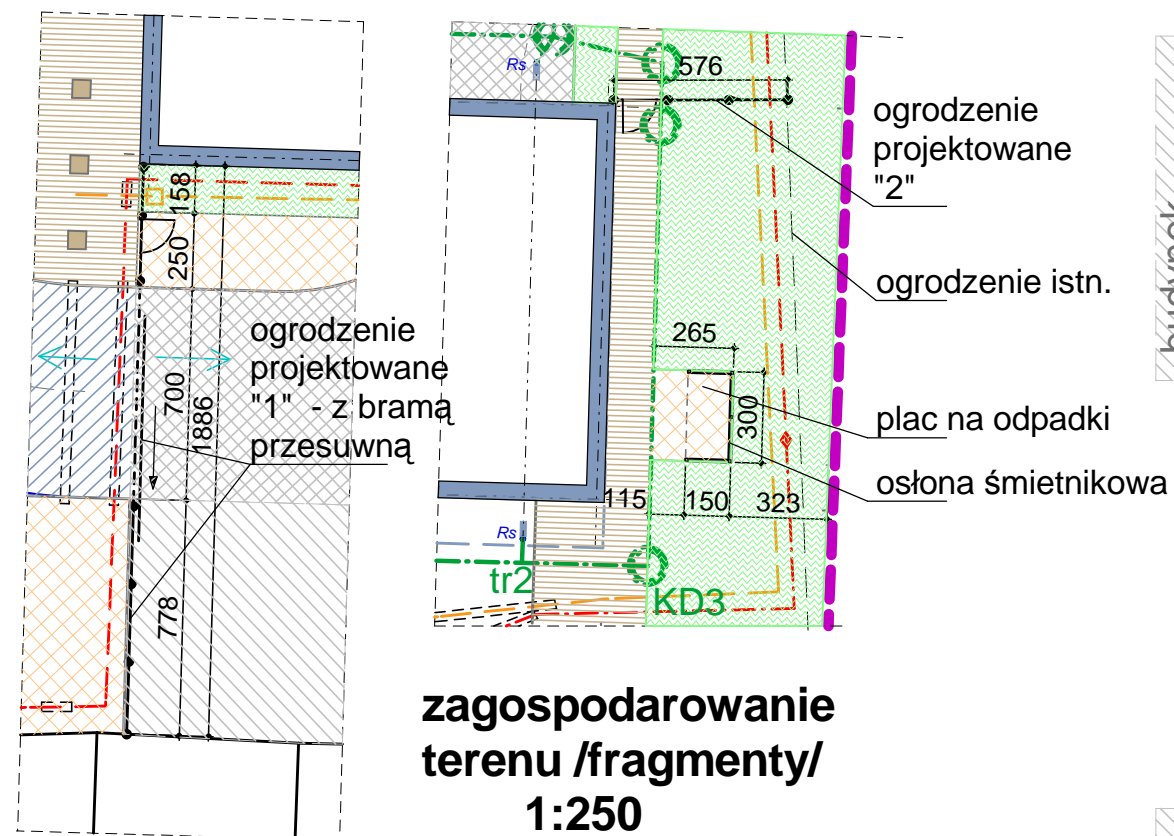 158
250
700
1886
778
ogrodzenie
projektowane
"1" - z bramą
przesuwną
Rs
576
ogrodzenie
projektowane
"2"
ogrodzenie istn.
265
300
plac na odpadki
osłona śmietnikowa
115
150
323
Rs
tr2
KD3
budynek
zagospodarowanie
terenu /fragmenty/
1:250